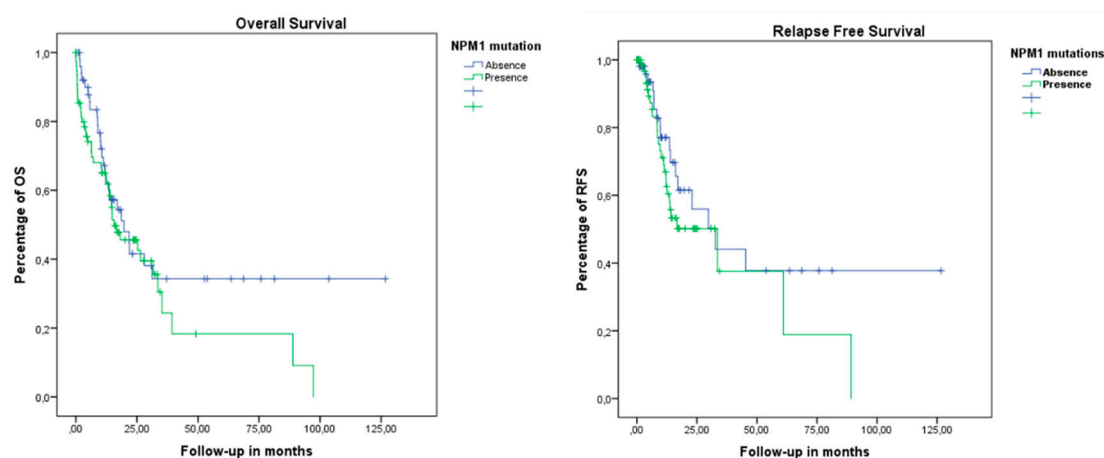 Overall Survival
NPM1 mutation
Absence
Presence
Percentage of OS
1,0
0,8
0,6
0,4
0,2
0,0
,00
25,00
50,00
75,00
100,00
125,00
Follow-up in months
Relapse Free Survival
NPM1 mutations
Absence
Presence
Percentage of RFS
1,0
0,8
0,6
0,4
0,2
0,0
,00
25,00
50,00
75,00
100,00
125,00
Follow-up in months